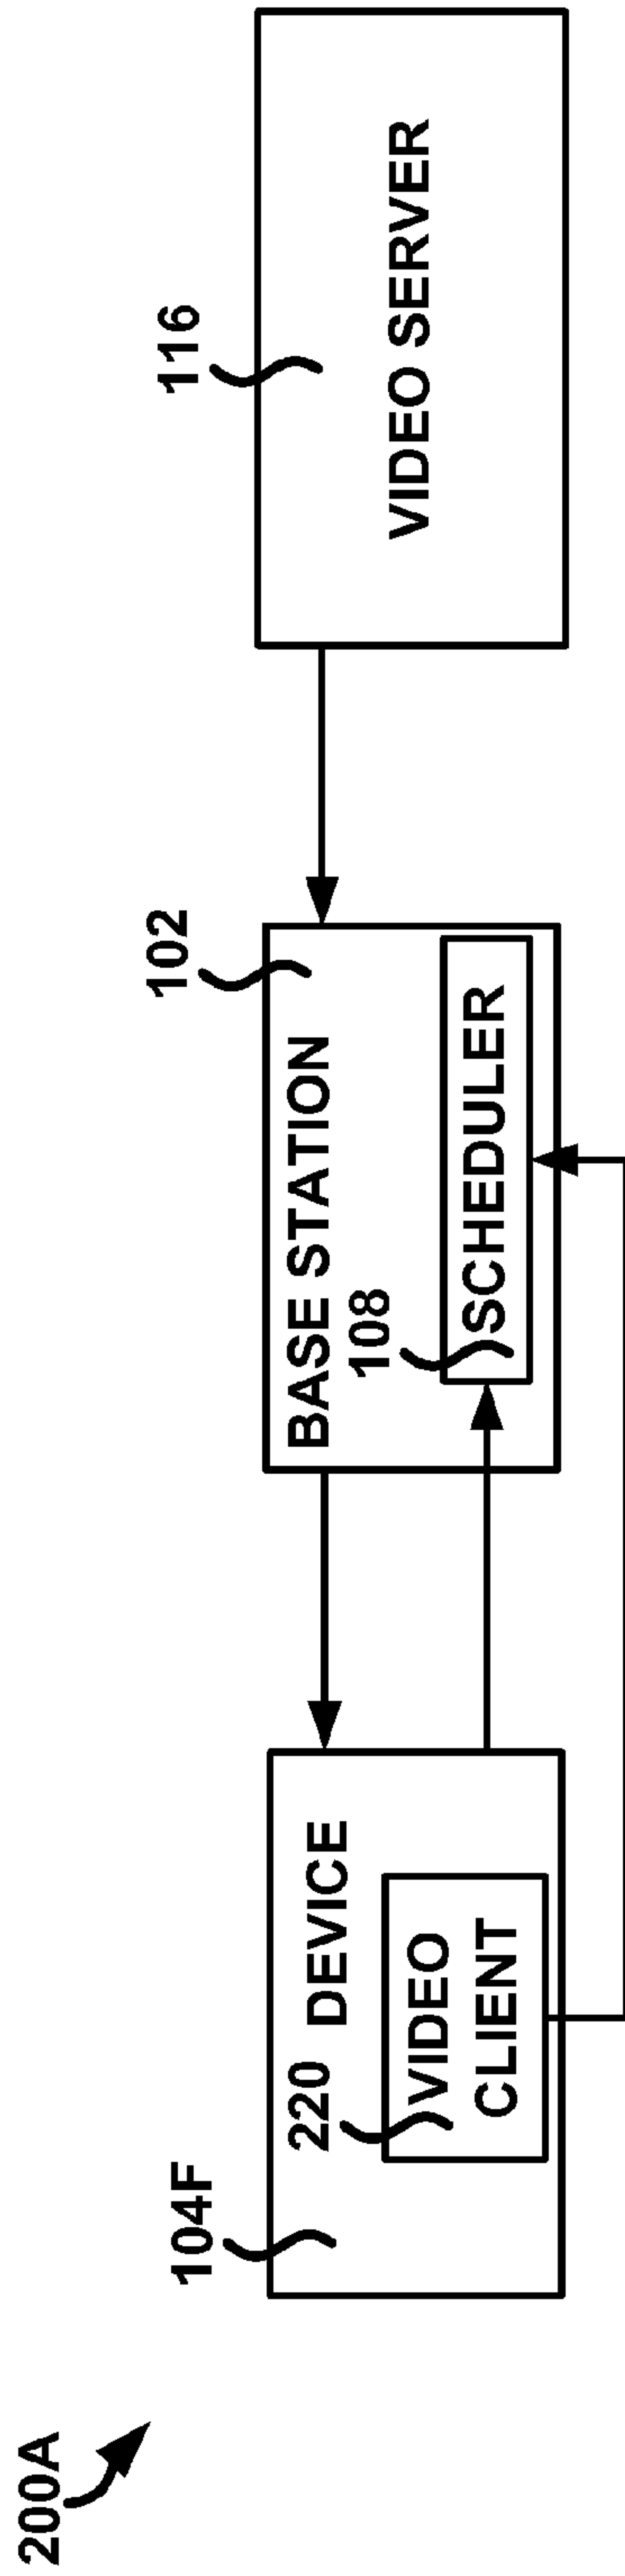 200A
104F
DEVICE
220
VIDEO
CLIENT
102
BASE STATION
108
SCHEDULER
116
VIDEO SERVER